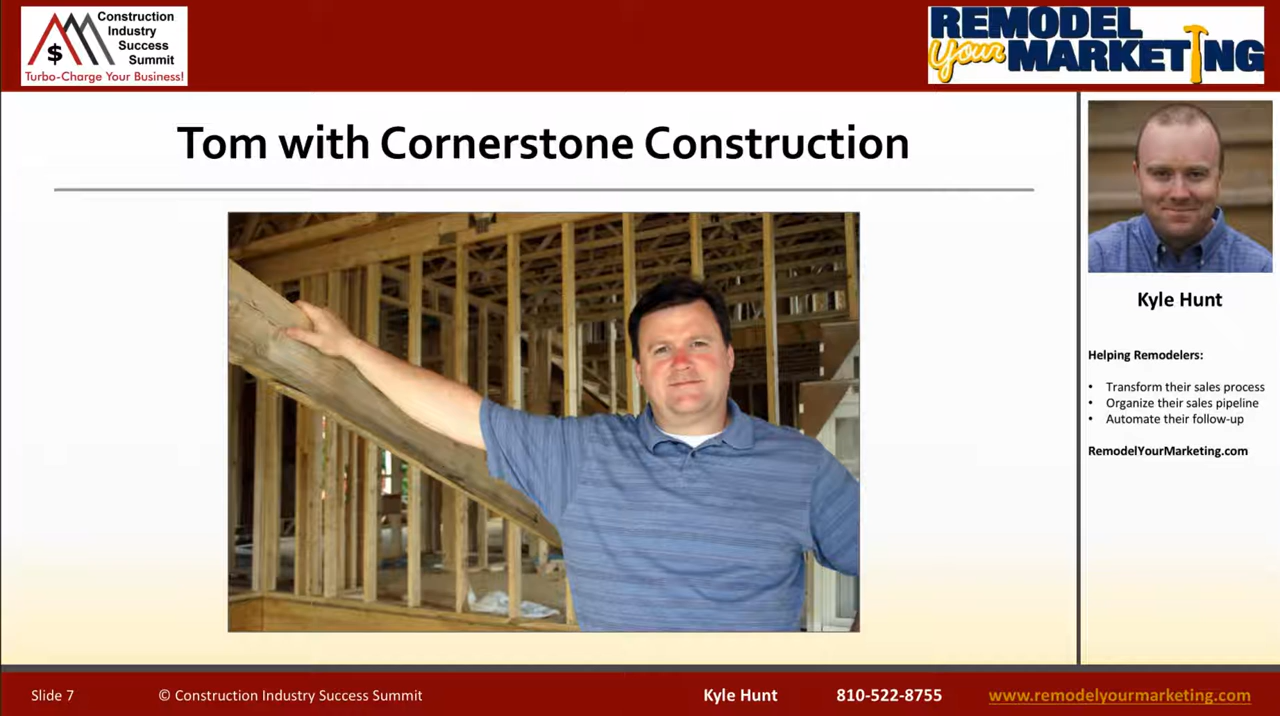 Construction
Industry
Success
Summit
$
Turbo-Charge Your Business!
REMODEL
Your MARKETING
Tom with Cornerstone Construction
Kyle Hunt
Helping Remodelers:
• Transform their sales process
• Organize their sales pipeline
• Automate their follow-up
RemodelYourMarketing.com
Slide 7 © Construction Industry Success Summit Kyle Hunt 810-522-8755 www.remodelyourmarketing.com